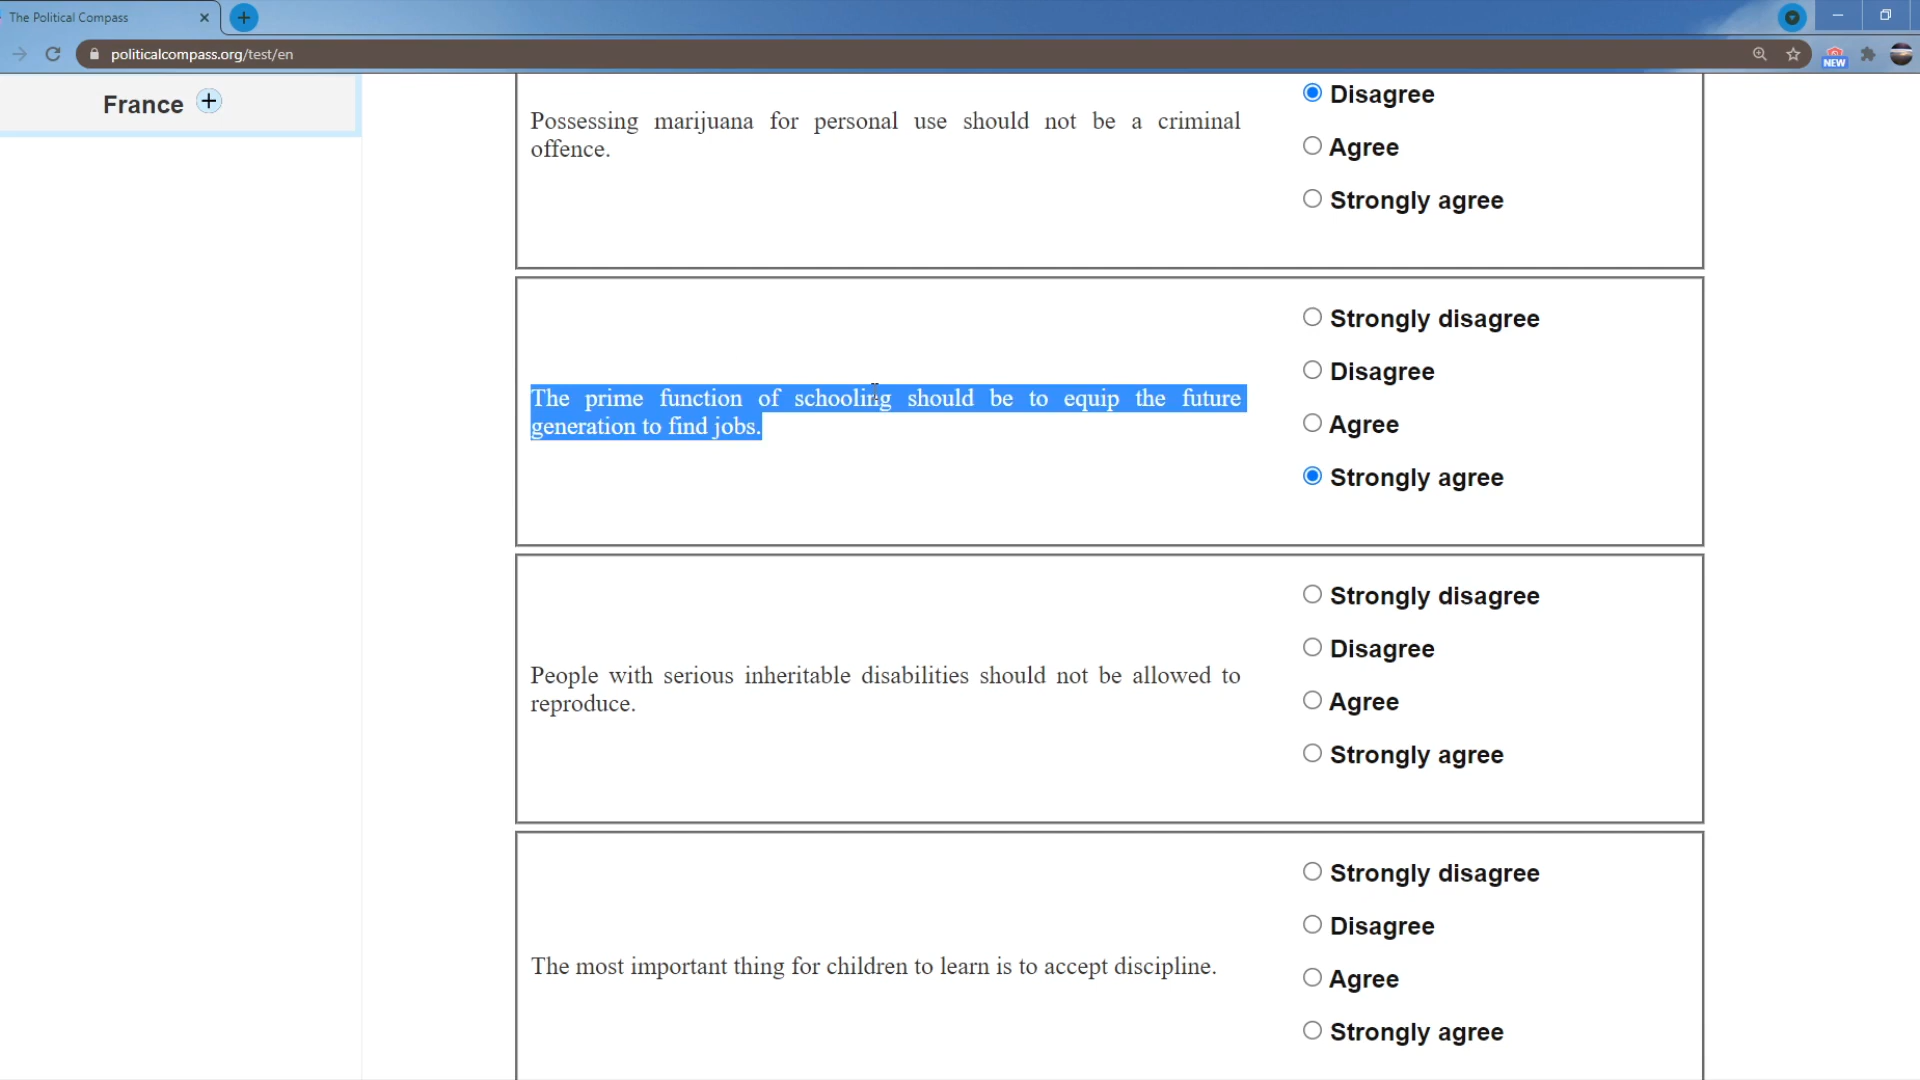 The Political Compass
politicalcompass.org/test/en
NEW
France
Disagree
Possessing marijuana for personal use should not be a criminal
offence.
Agree
Strongly agree
Strongly disagree
Disagree
The prime function of schooling should be to equip the future
generation to find jobs.
Agree
Strongly agree
Strongly disagree
Disagree
People with serious inheritable disabilities should not be allowed to
reproduce.
Agree
Strongly agree
Strongly disagree
Disagree
The most important thing for children to learn is to accept discipline.
Agree
Strongly agree